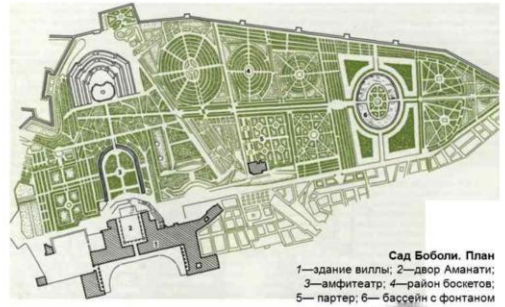 Сад Боболи. План
1—здание виллы; 2—двор Аманати;
3—амфитеатр; 4—район боскетов;
5— партер; 6— бассейн с фонтаном